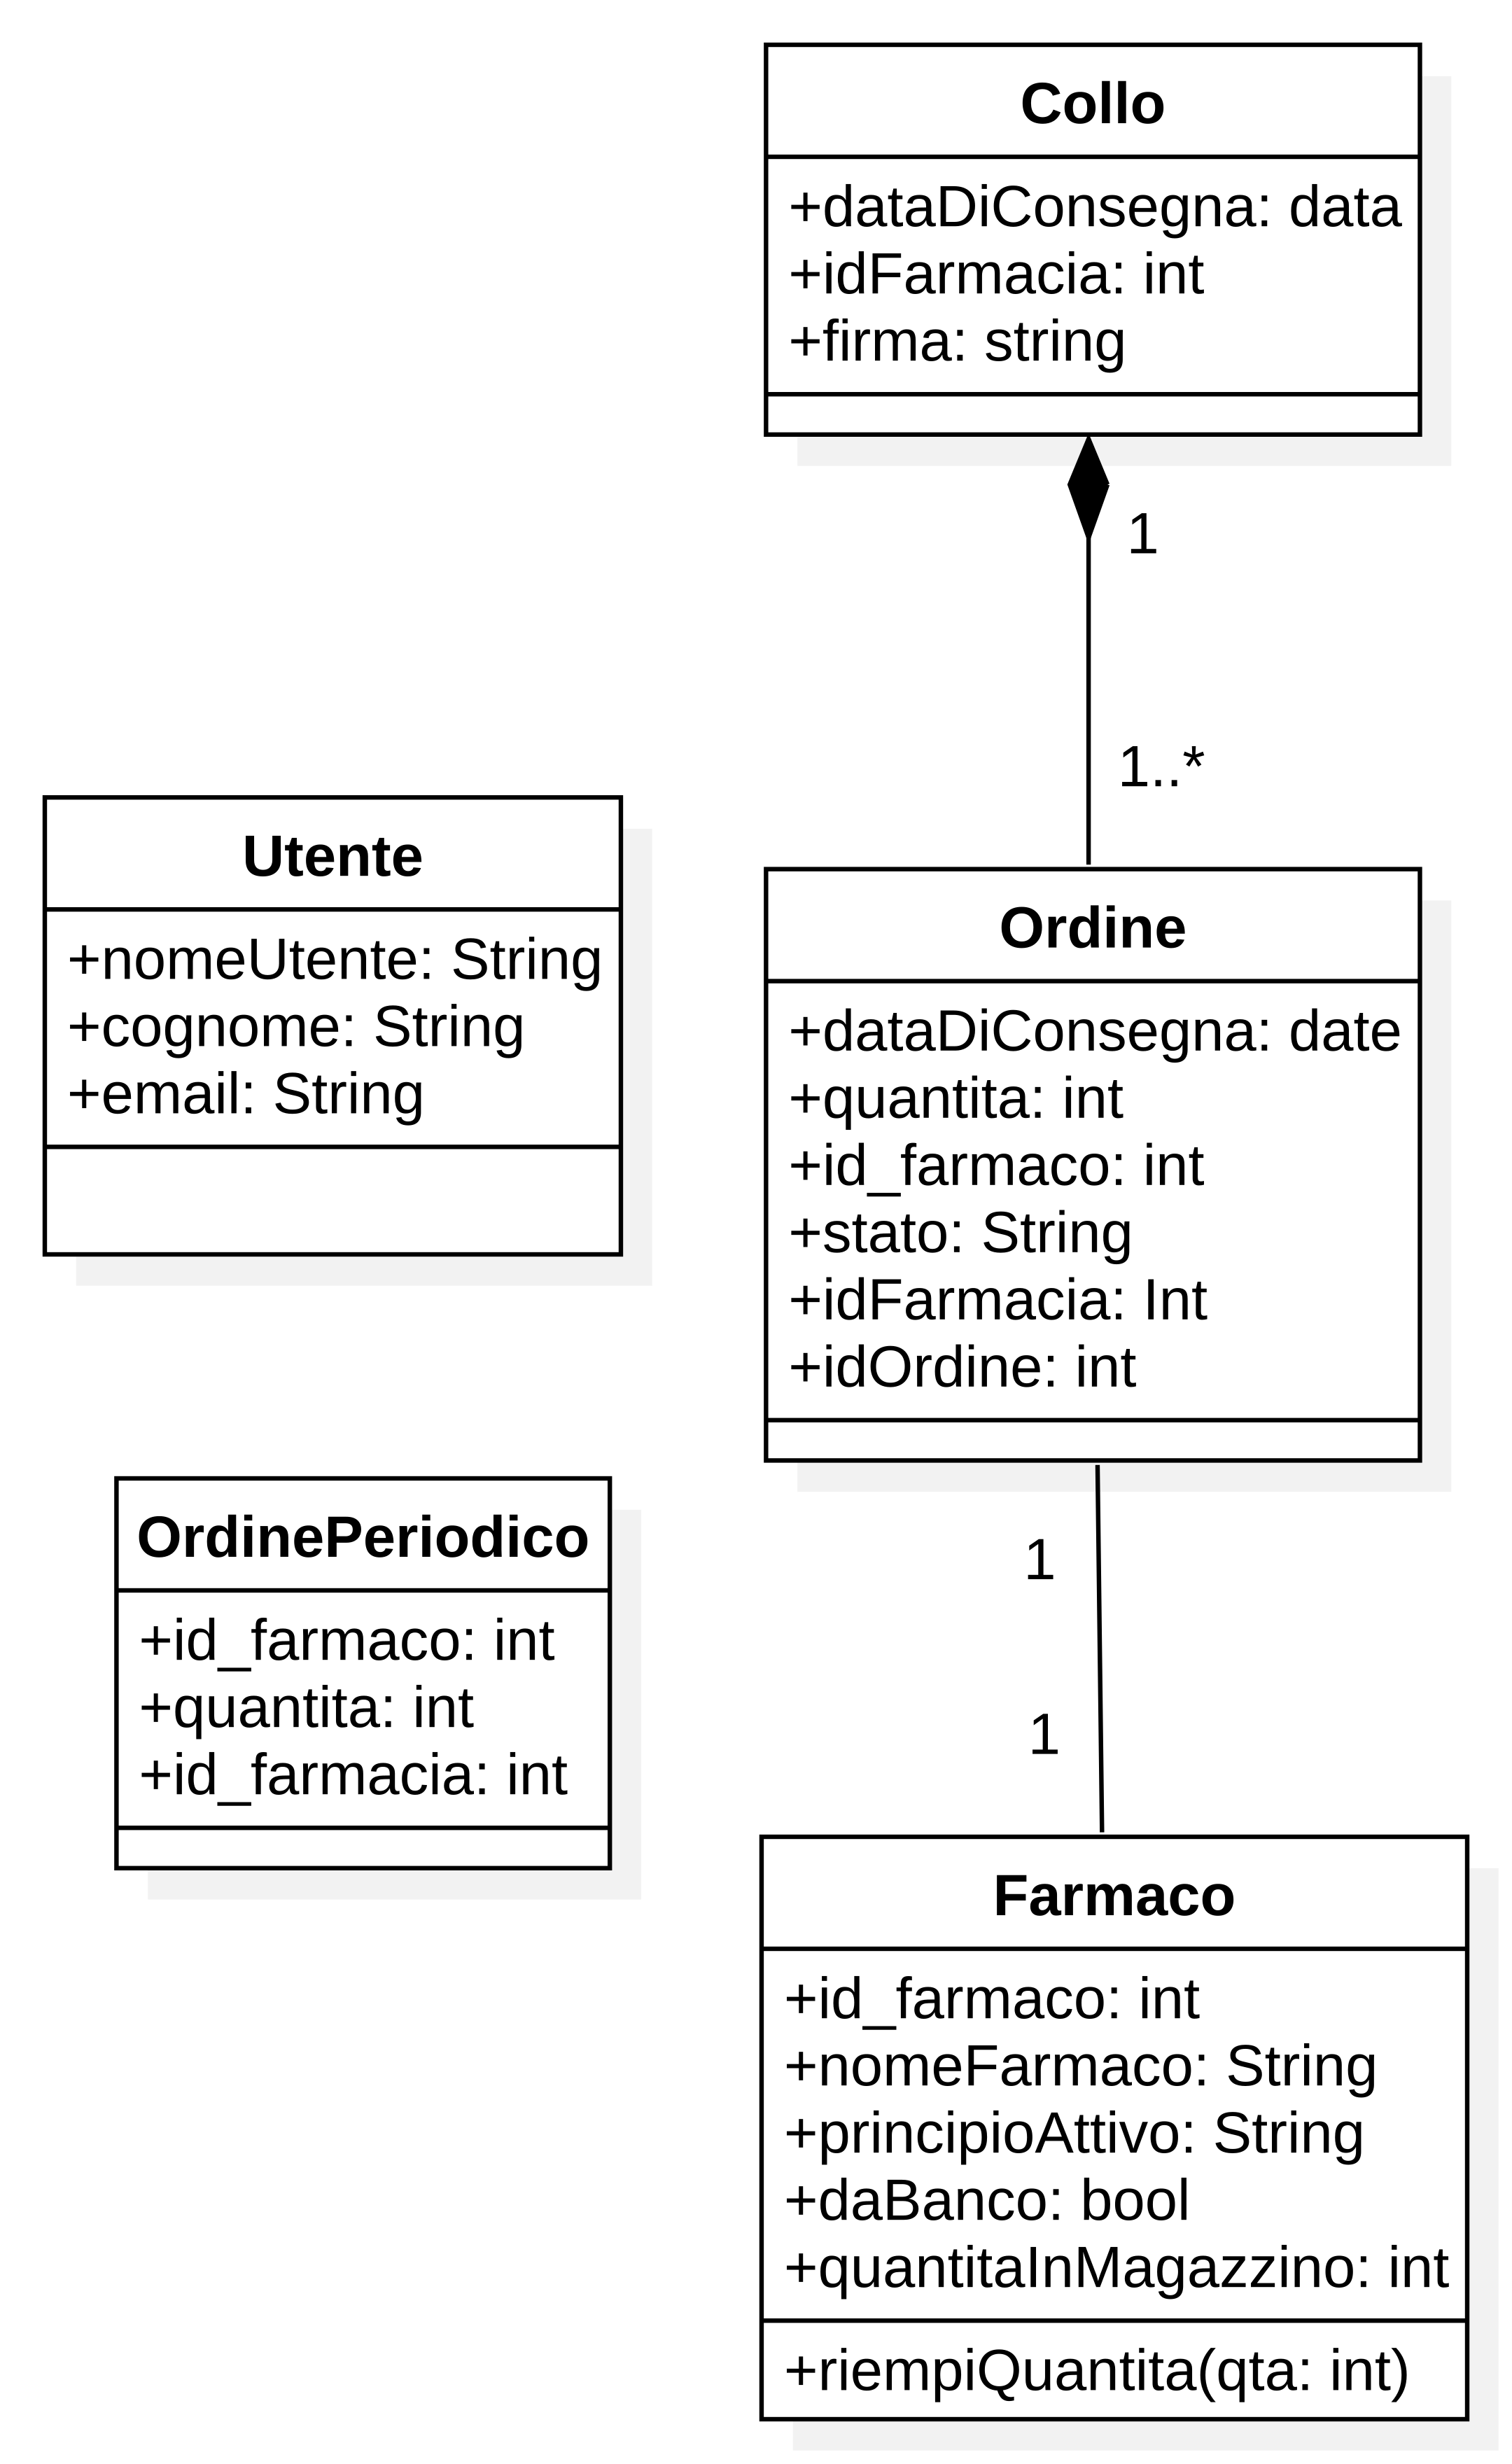 Collo
+dataDiConsegna: data
+idFarmacia: int
+firma: string
1
1..*
Utente
+nomeUtente: String
+cognome: String
+email: String
Ordine
+dataDiConsegna: date
+quantita: int
+id_farmaco: int
+stato: String
+idFarmacia: Int
+idOrdine: int
OrdinePeriodico
+id_farmaco: int
+quantita: int
+id_farmacia: int
1
1
Farmaco
+id_farmaco: int
+nomeFarmaco: String
+principioAttivo: String
+daBanco: bool
+quantitaInMagazzino: int
+riempiQuantita(qta: int)